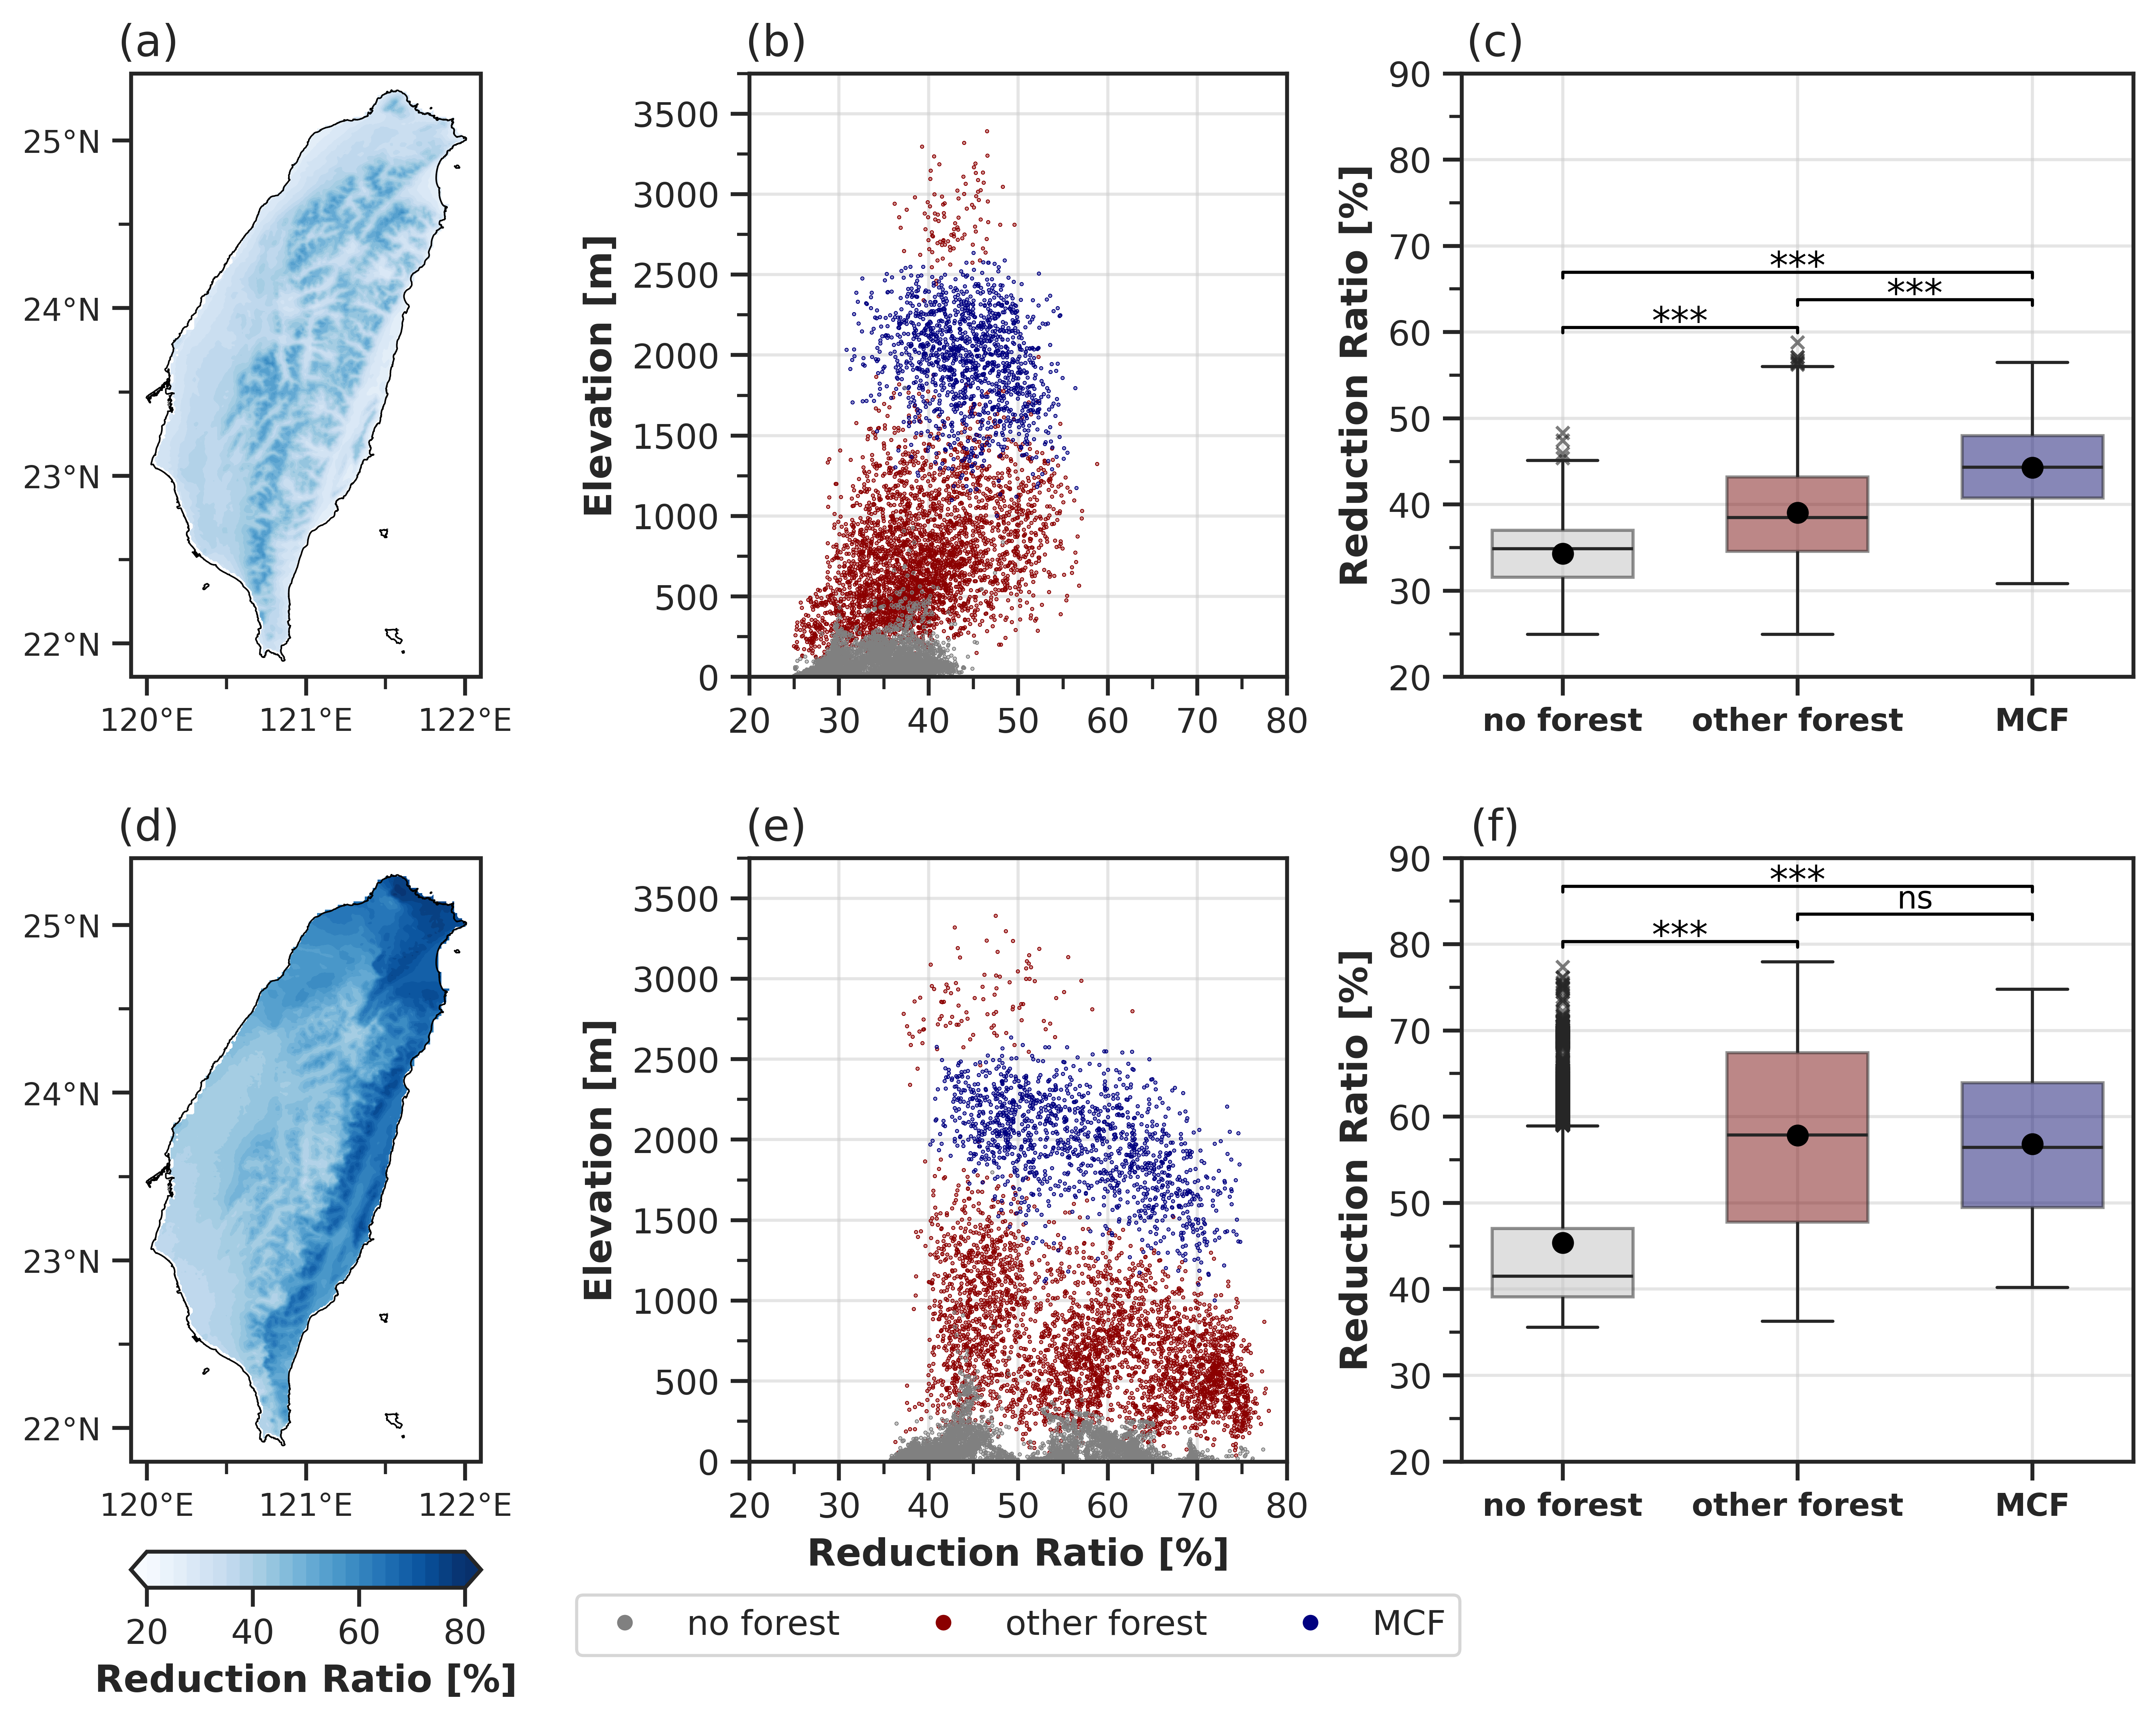 (a)
25°N
24°N
23°N
22°N
120°E 121°E 122°E
(b)
Elevation [m]
3500
3000
2500
2000
1500
1000
500
0
20 30 40 50 60 70 80
(c)
Reduction Ratio [%]
90
80
70
60
50
40
30
20
***
***
***
no forest other forest MCF
(d)
25°N
24°N
23°N
22°N
120°E 121°E 122°E
20 40 60 80
Reduction Ratio [%]
(e)
Elevation [m]
3500
3000
2500
2000
1500
1000
500
0
20 30 40 50 60 70 80
Reduction Ratio [%]
(f)
Reduction Ratio [%]
90
80
70
60
50
40
30
20
***
ns
***
no forest other forest MCF
no forest other forest MCF